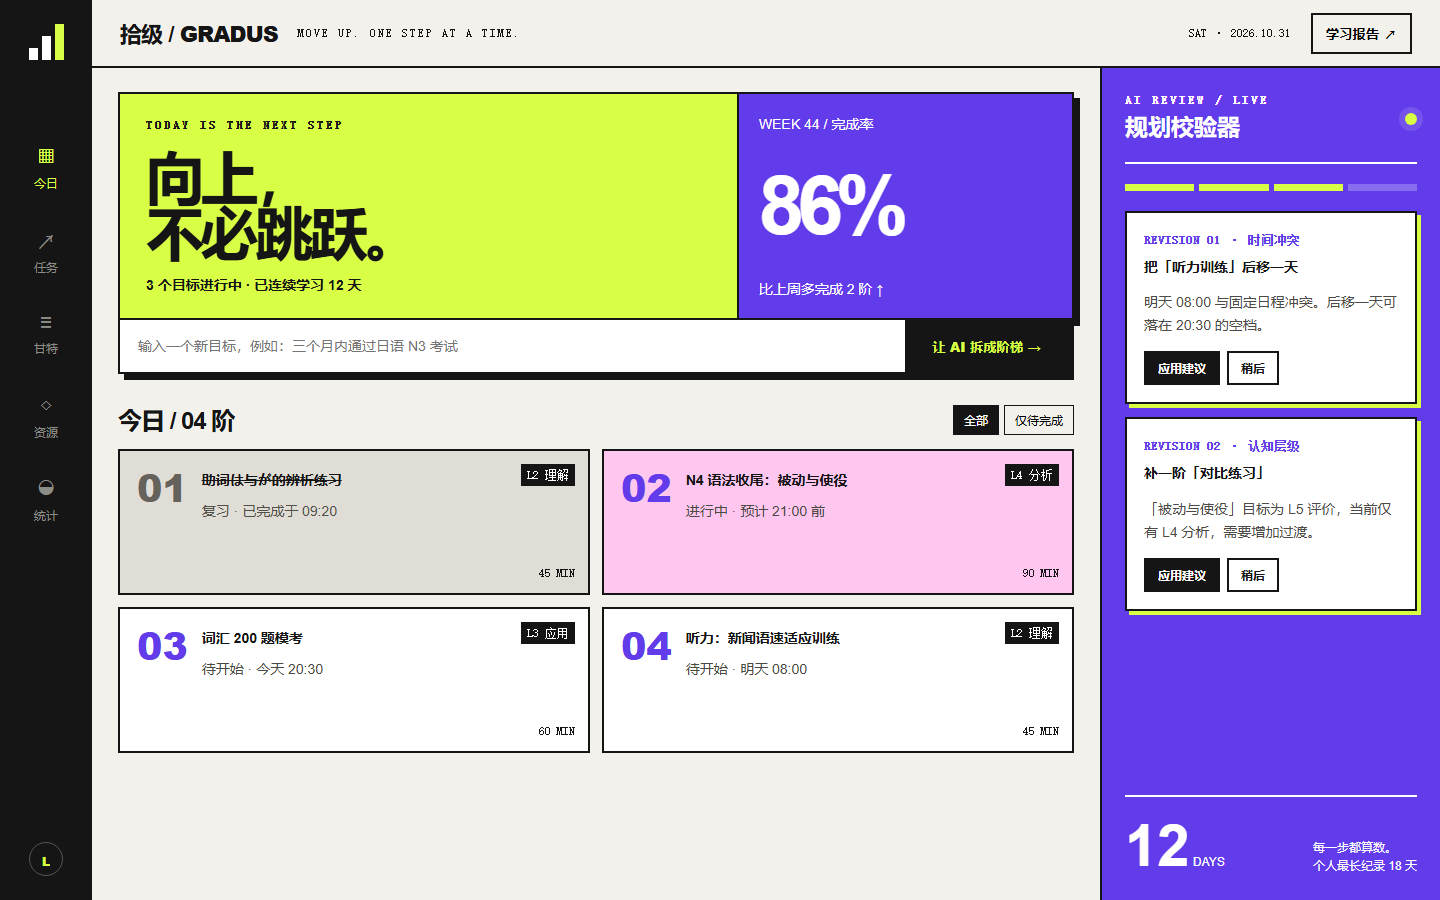 拾级 / GRADUS
MOVE UP. ONE STEP AT A TIME.
SAT · 2026.10.31
学习报告 ↗
今日
任务
甘特
资源
统计
L
TODAY IS THE NEXT STEP
向上，
不必跳跃。
3 个目标进行中 · 已连续学习 12 天
WEEK 44 / 完成率
86%
比上周多完成 2 阶 ↑
输入一个新目标，例如：三个月内通过日语 N3 考试
让 AI 拆成阶梯 →
今日 / 04 阶
全部
仅待完成
01
助词は与が的辨析练习
L2 理解
复习 · 已完成于 09:20
45 MIN
02
N4 语法收尾：被动与使役
L4 分析
进行中 · 预计 21:00 前
90 MIN
03
词汇 200 题模考
L3 应用
待开始 · 今天 20:30
60 MIN
04
听力：新闻语速适应训练
L2 理解
待开始 · 明天 08:00
45 MIN
AI REVIEW / LIVE
规划校验器
REVISION 01 · 时间冲突
把「听力训练」后移一天
明天 08:00 与固定日程冲突。后移一天可
落在 20:30 的空档。
应用建议
稍后
REVISION 02 · 认知层级
补一阶「对比练习」
「被动与使役」目标为 L5 评价，当前仅
有 L4 分析，需要增加过渡。
应用建议
稍后
12 DAYS
每一步都算数。
个人最长纪录 18 天